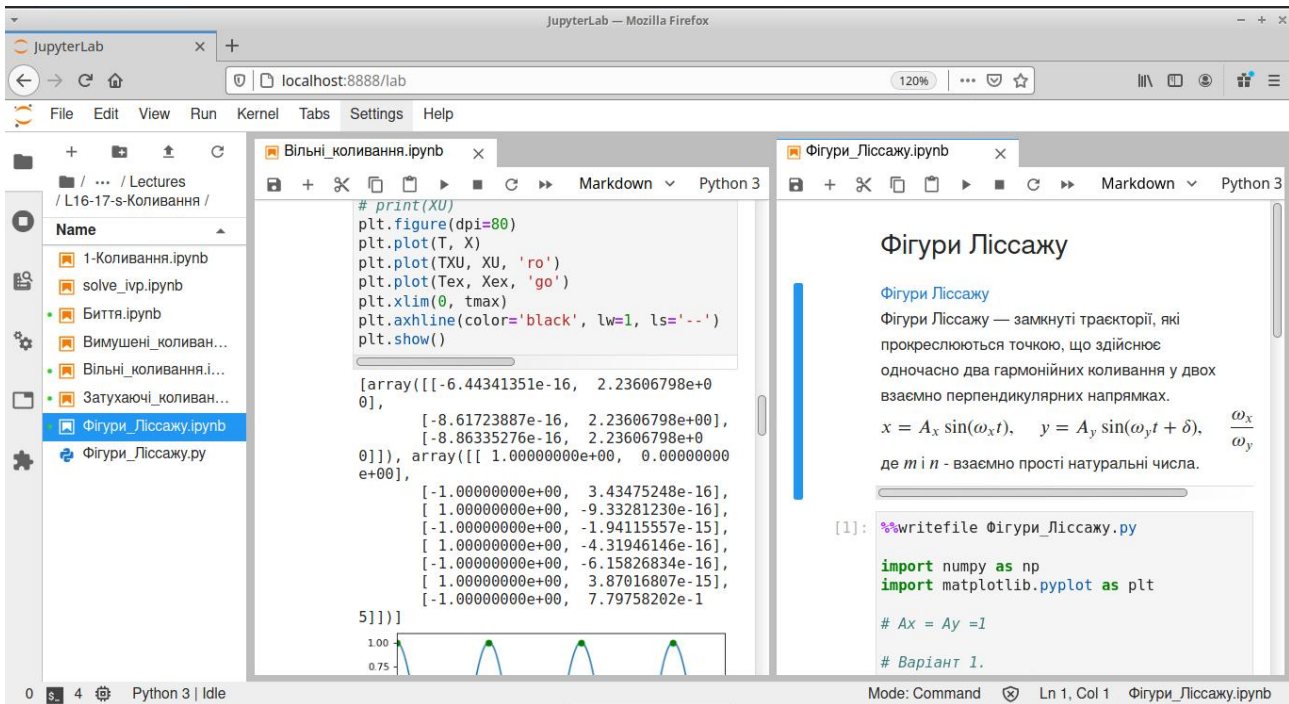 JupyterLab — Mozilla Firefox
JupyterLab
localhost:8888/lab
120%
File Edit View Run Kernel Tabs Settings Help
/ ··· / Lectures
/ L16-17-s-Коливання /
Name
1-Коливання.ipynb
solve_ivp.ipynb
Биття.ipynb
Вимушені_коливан…
Вільні_коливання.i…
Затухаючі_коливан…
Фігури_Ліссажу.ipynb
Фігури_Ліссажу.py
Вільні_коливання.ipynb
Markdown Python 3
# print(XU)
plt.figure(dpi=80)
plt.plot(T, X)
plt.plot(TXU, XU, 'ro')
plt.plot(Tex, Xex, 'go')
plt.xlim(0, tmax)
plt.axhline(color='black', lw=1, ls='--')
plt.show()
[array([[-6.44341351e-16, 2.23606798e+0
0],
[-8.61723887e-16, 2.23606798e+00],
[-8.86335276e-16, 2.23606798e+0
0]]), array([[ 1.00000000e+00, 0.00000000
e+00],
[-1.00000000e+00, 3.43475248e-16],
[ 1.00000000e+00, -9.33281230e-16],
[-1.00000000e+00, -1.94115557e-15],
[ 1.00000000e+00, -4.31946146e-16],
[-1.00000000e+00, -6.15826834e-16],
[ 1.00000000e+00, 3.87016807e-15],
[-1.00000000e+00, 7.79758202e-1
5]])]
1.00
0.75
Фігури_Ліссажу.ipynb
Markdown Python 3
Фігури Ліссажу
Фігури Ліссажу
Фігури Ліссажу — замкнуті траєкторії, які
прокреслюються точкою, що здійснює
одночасно два гармонійних коливання у двох
взаємно перпендикулярних напрямках.
x = Aₓ sin(ωₓt), y = A_y sin(ω_y t + δ), ωₓ/ω_y
де m і n - взаємно прості натуральні числа.
[1]: %%writefile Фігури_Ліссажу.py
import numpy as np
import matplotlib.pyplot as plt
# Ax = Ay =1
# Варіант 1.
0 $_ 4 Python 3 | Idle
Mode: Command Ln 1, Col 1 Фігури_Ліссажу.ipynb